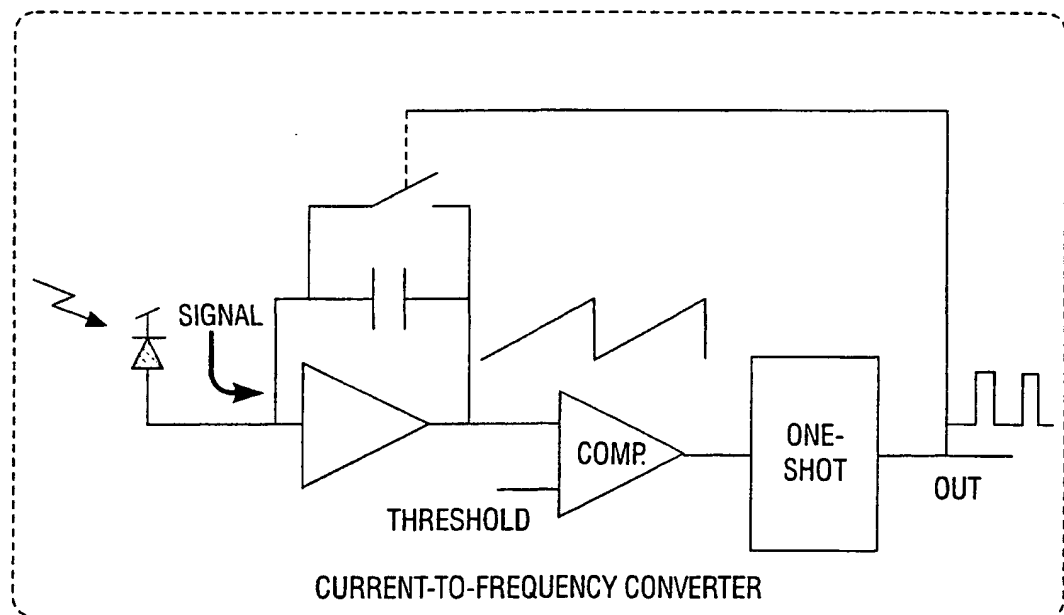 SIGNAL
COMP.
ONE-
SHOT
OUT
THRESHOLD
CURRENT-TO-FREQUENCY CONVERTER